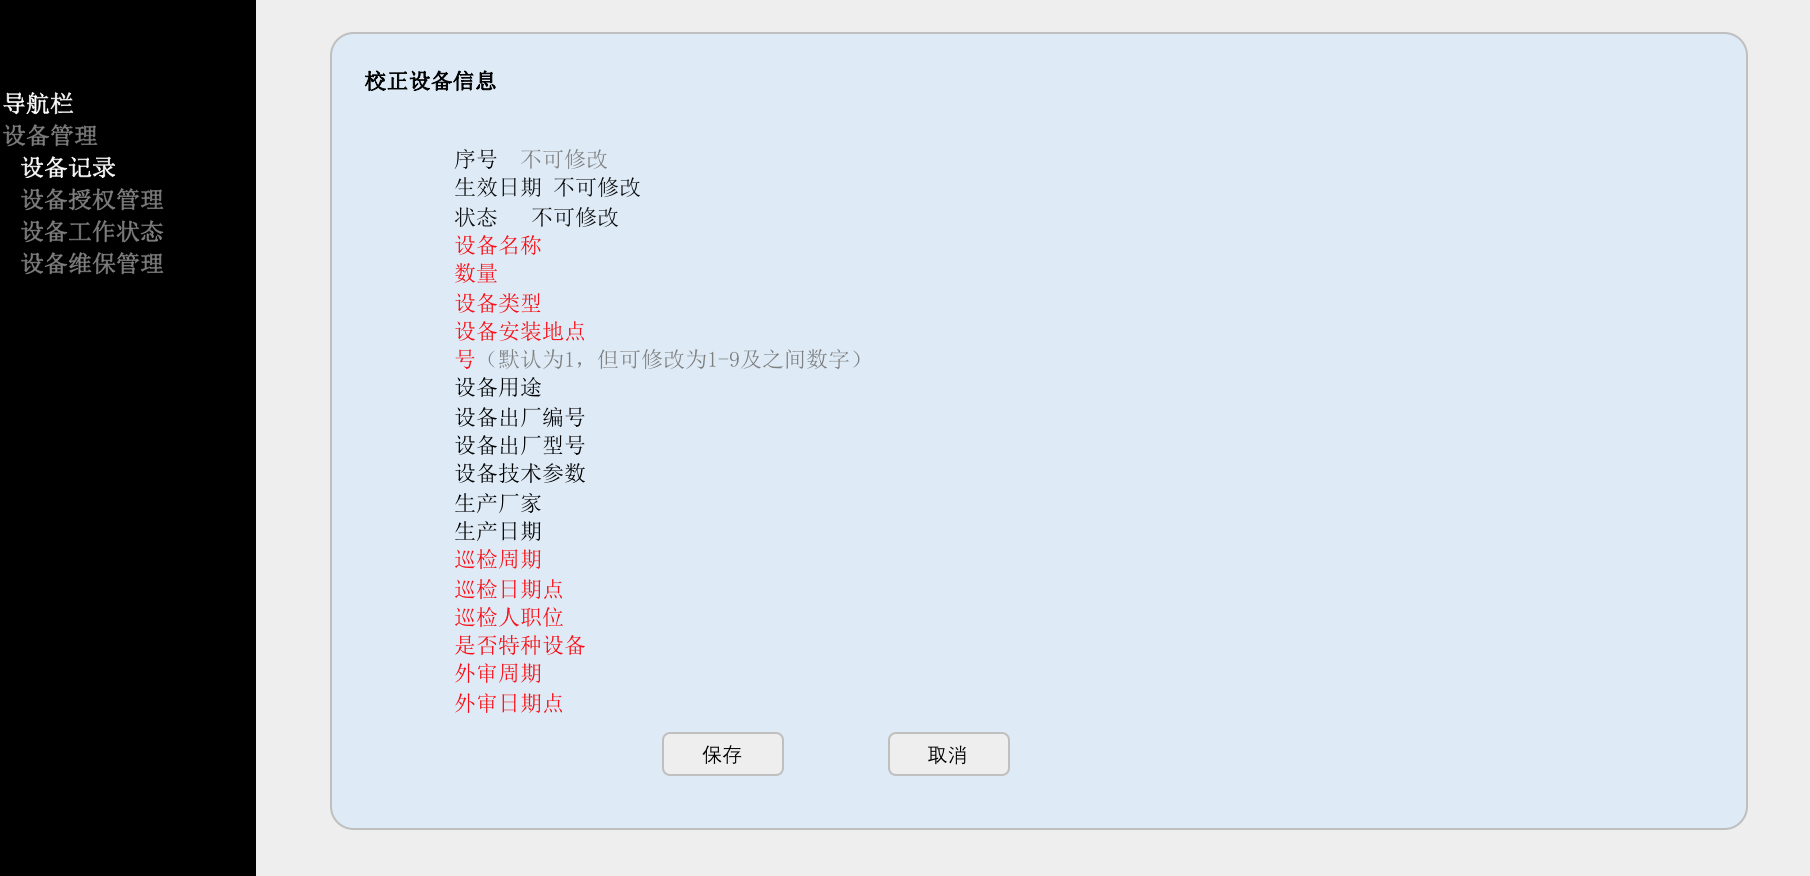 导航栏
设备管理
设备记录
设备授权管理
设备工作状态
设备维保管理
校正设备信息
序号 不可修改
生效日期 不可修改
状态 不可修改
设备名称
数量
设备类型
设备安装地点
号（默认为1，但可修改为1-9及之间数字）
设备用途
设备出厂编号
设备出厂型号
设备技术参数
生产厂家
生产日期
巡检周期
巡检日期点
巡检人职位
是否特种设备
外审周期
外审日期点
保存 取消